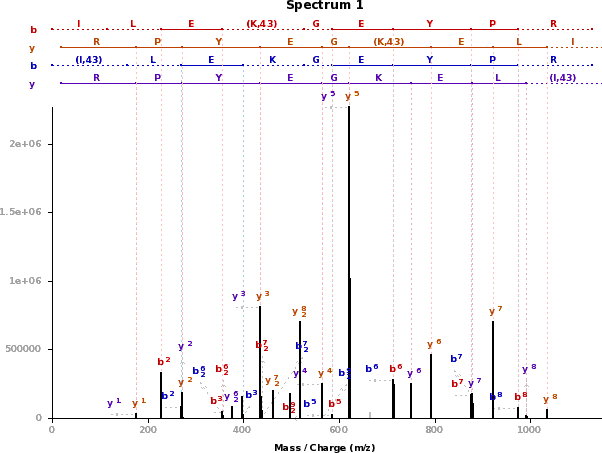 Spectrum 1
b I L E (K,43) G E Y P R
y R P Y E G (K,43) E L I
b (I,43) L E K G E Y P R
y R P Y E G K E L (I,43)
y 5 y 5
2e+06
1.5e+06
y 3 y 3
1e+06
y 8 2 y 7
b 7 2 b 7 2 y 6
y 2
500000
b 2 b 6 2 b 6 2 y 4 y 4 b 6 b 6 b 7 y 8
y 2 y 7 2 y 6 b 7 y 7
b 2 b 3 y 6 2 b 3 b 8 b 8
y 1 y 1 b 9 2 b 5 b 5 y 8
0
0 200 400 600 800 1000
Mass / Charge (m/z)